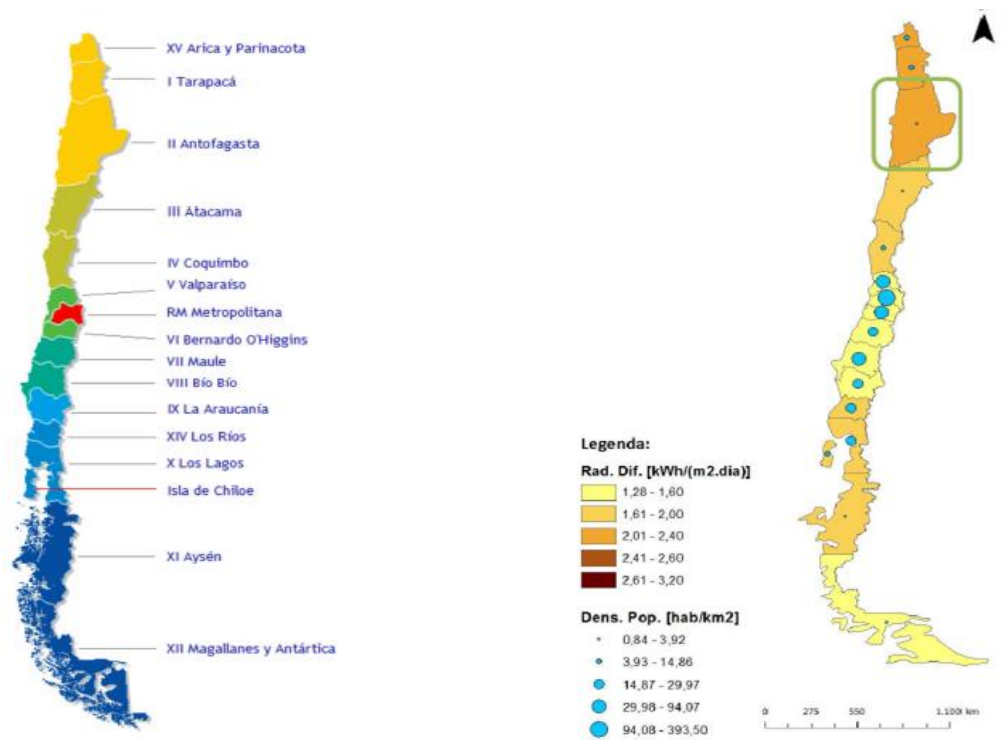 XV Arica y Parinacota
I Tarapacá
II Antofagasta
III Atacama
IV Coquimbo
V Valparaíso
RM Metropolitana
VI Bernardo O'Higgins
VII Maule
VIII Bío Bío
IX La Araucanía
XIV Los Ríos
X Los Lagos
Isla de Chiloe
XI Aysén
XII Magallanes y Antártica
Legenda:
Rad. Dif. [kWh/(m2.dia)]
1,28 - 1,60
1,61 - 2,00
2,01 - 2,40
2,41 - 2,60
2,61 - 3,20
Dens. Pop. [hab/km2]
0,84 - 3,92
3,93 - 14,86
14,87 - 29,97
29,98 - 94,07
94,08 - 393,50
0 275 550 1.100 km